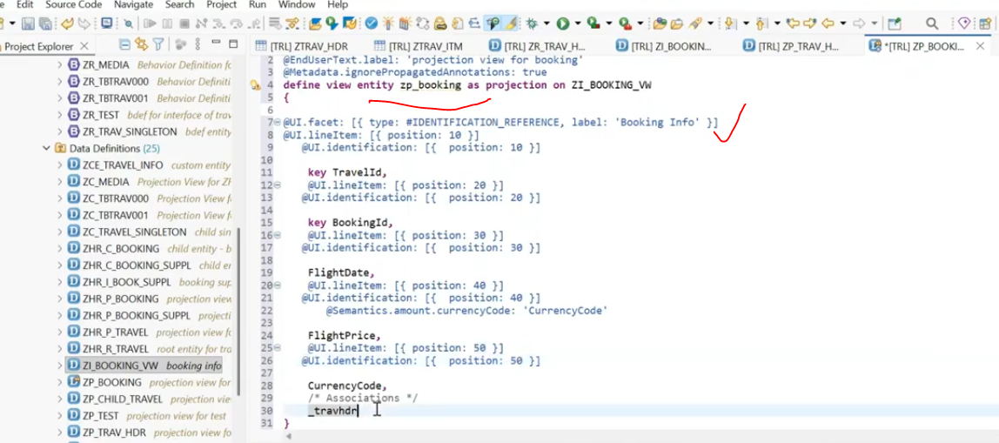 e Edit Source Code Navigate Search Project Run Window Help
Project Explorer
[TRL] ZTRAV_HDR
[TRL] ZTRAV_ITM
[TRL] ZR_TRAV_H...
[TRL] ZI_BOOKIN...
[TRL] ZP_TRAV_H...
*[TRL] ZP_BOOKI...
ZR_MEDIA Behavior Definition fo
ZR_TBTRAV000 Behavior Definiti
ZR_TBTRAV001 Behavior Definiti
ZR_TEST bdef for interface of trav
ZR_TRAV_SINGLETON bdef entity
Data Definitions (25)
ZCE_TRAVEL_INFO custom entity
ZC_MEDIA Projection View for ZF
ZC_TBTRAV000 Projection View f
ZC_TBTRAV001 Projection View f
ZC_TRAVEL_SINGLETON child sin
ZHR_C_BOOKING child entity - b
ZHR_C_BOOKING_SUPPL child e
ZHR_I_BOOK_SUPPL booking sup
ZHR_P_BOOKING projection view
ZHR_P_BOOKING_SUPPL projecti
ZHR_P_TRAVEL projection view fo
ZHR_R_TRAVEL root entity for tra
ZI_BOOKING_VW booking info
ZP_BOOKING projection view for
ZP_CHILD_TRAVEL projection vie
ZP_TEST projection view for test
ZP_TRAV_HDR projection view for
2 @EndUserText.label: 'projection view for booking'
3 @Metadata.ignorePropagatedAnnotations: true
4 define view entity zp_booking as projection on ZI_BOOKING_VW
5 {
6
7 @UI.facet: [{ type: #IDENTIFICATION_REFERENCE, label: 'Booking Info' }]
8 @UI.lineItem: [{ position: 10 }]
9 @UI.identification: [{ position: 10 }]
10
11 key TravelId,
12 @UI.lineItem: [{ position: 20 }]
13 @UI.identification: [{ position: 20 }]
14
15 key BookingId,
16 @UI.lineItem: [{ position: 30 }]
17 @UI.identification: [{ position: 30 }]
18
19 FlightDate,
20 @UI.lineItem: [{ position: 40 }]
21 @UI.identification: [{ position: 40 }]
22 @Semantics.amount.currencyCode: 'CurrencyCode'
23
24 FlightPrice,
25 @UI.lineItem: [{ position: 50 }]
26 @UI.identification: [{ position: 50 }]
27
28 CurrencyCode,
29 /* Associations */
30 _travhdr
31 }